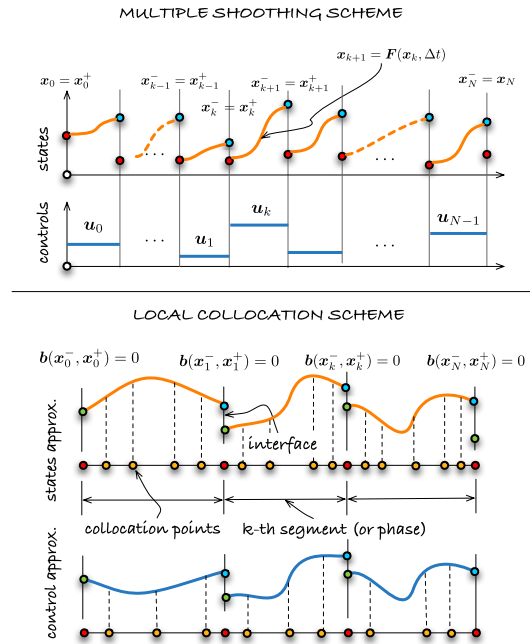 MULTIPLE SHOOTHING SCHEME
x_{k+1} = F(x_k, Δt)
x_0 = x_0^+
x_{k-1}^- = x_{k-1}^+
x_{k+1}^- = x_{k+1}^+
x_N^- = x_N
x_k^- = x_k^+
states
...
...
controls
u_0
...
u_1
u_k
...
u_{N-1}
LOCAL COLLOCATION SCHEME
b(x_0^-, x_0^+) = 0
b(x_1^-, x_1^+) = 0
b(x_k^-, x_k^+) = 0
b(x_N^-, x_N^+) = 0
states approx.
interface
collocation points
k-th segment (or phase)
control approx.